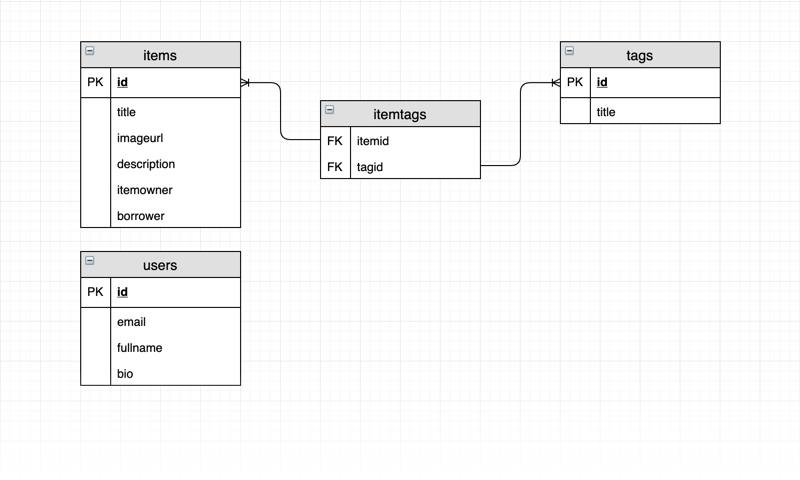 items
PK id
title
imageurl
description
itemowner
borrower
itemtags
FK itemid
FK tagid
tags
PK id
title
users
PK id
email
fullname
bio